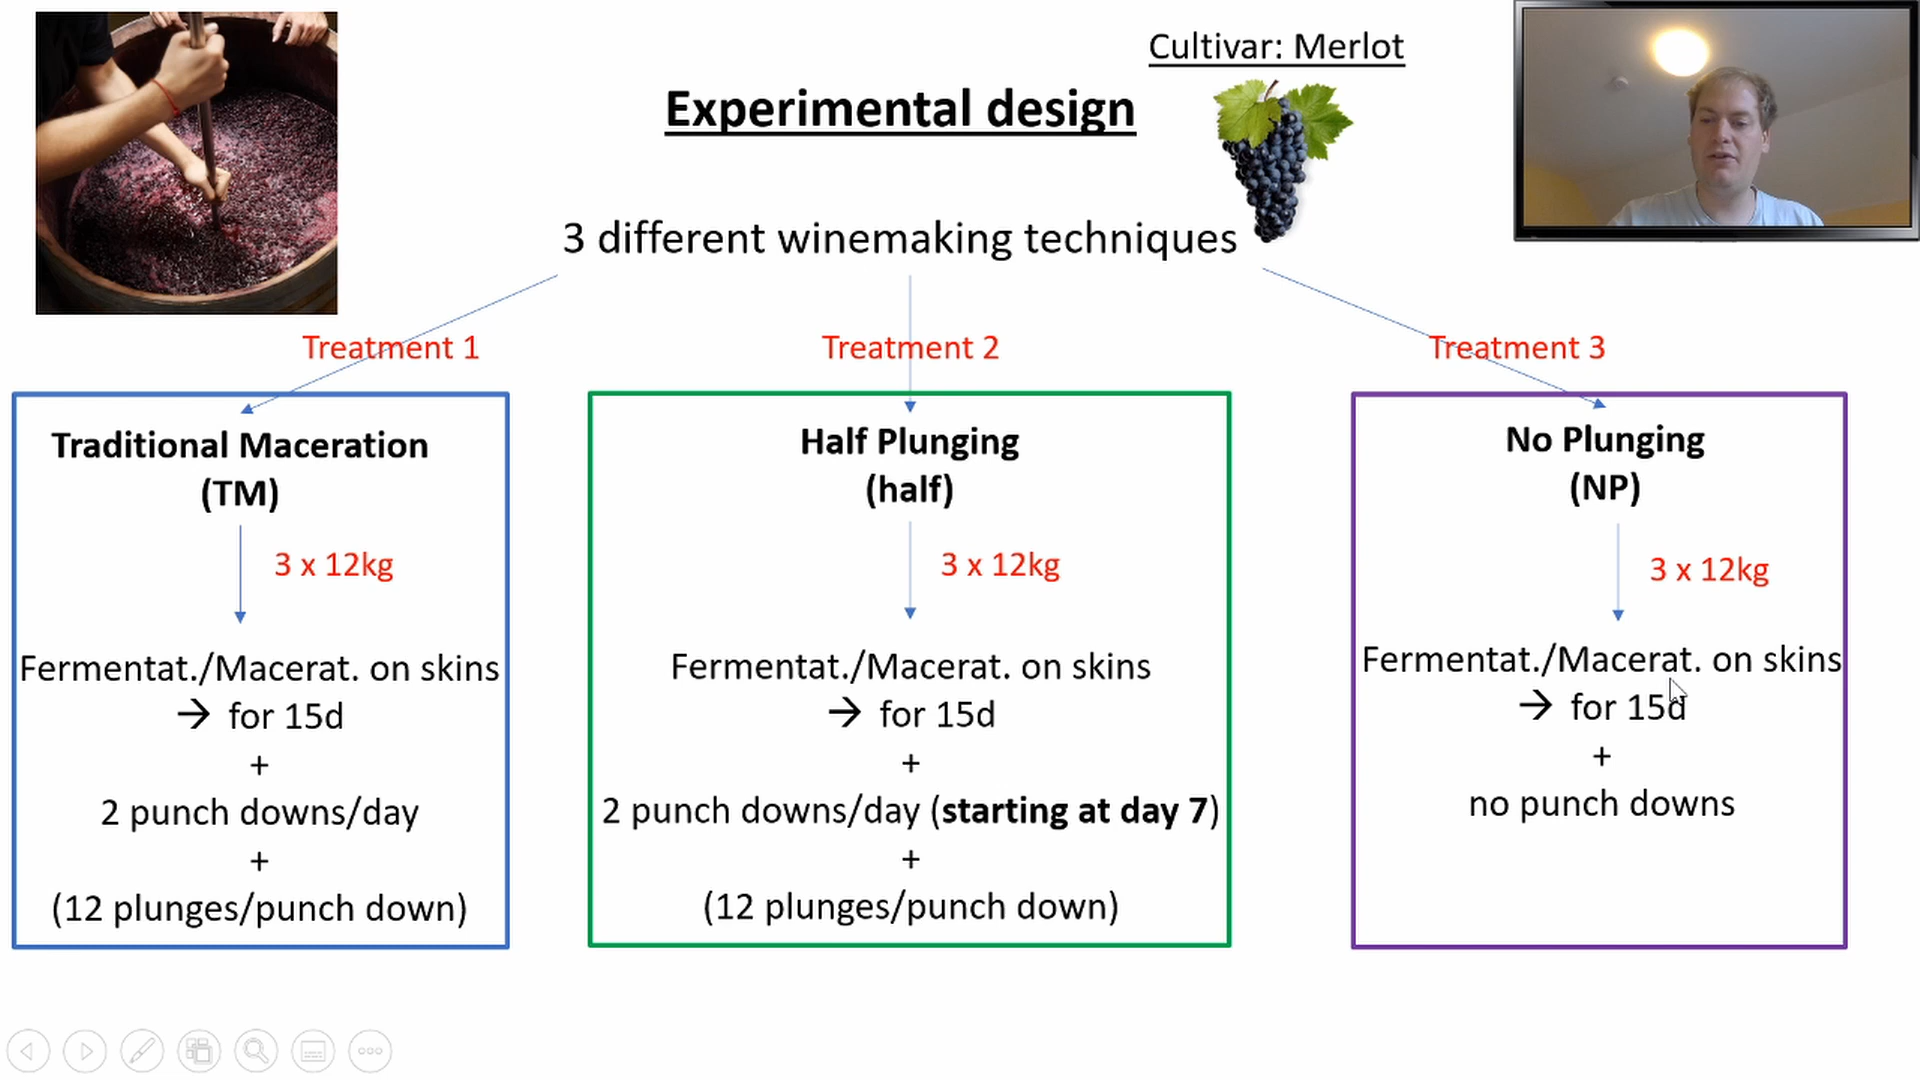 Cultivar: Merlot
Experimental design
3 different winemaking techniques
Treatment 1
Treatment 2
Treatment 3
Traditional Maceration
(TM)
3 x 12kg
Fermentat./Macerat. on skins
→ for 15d
+
2 punch downs/day
+
(12 plunges/punch down)
Half Plunging
(half)
3 x 12kg
Fermentat./Macerat. on skins
→ for 15d
+
2 punch downs/day (starting at day 7)
+
(12 plunges/punch down)
No Plunging
(NP)
3 x 12kg
Fermentat./Macerat. on skins
→ for 15d
+
no punch downs